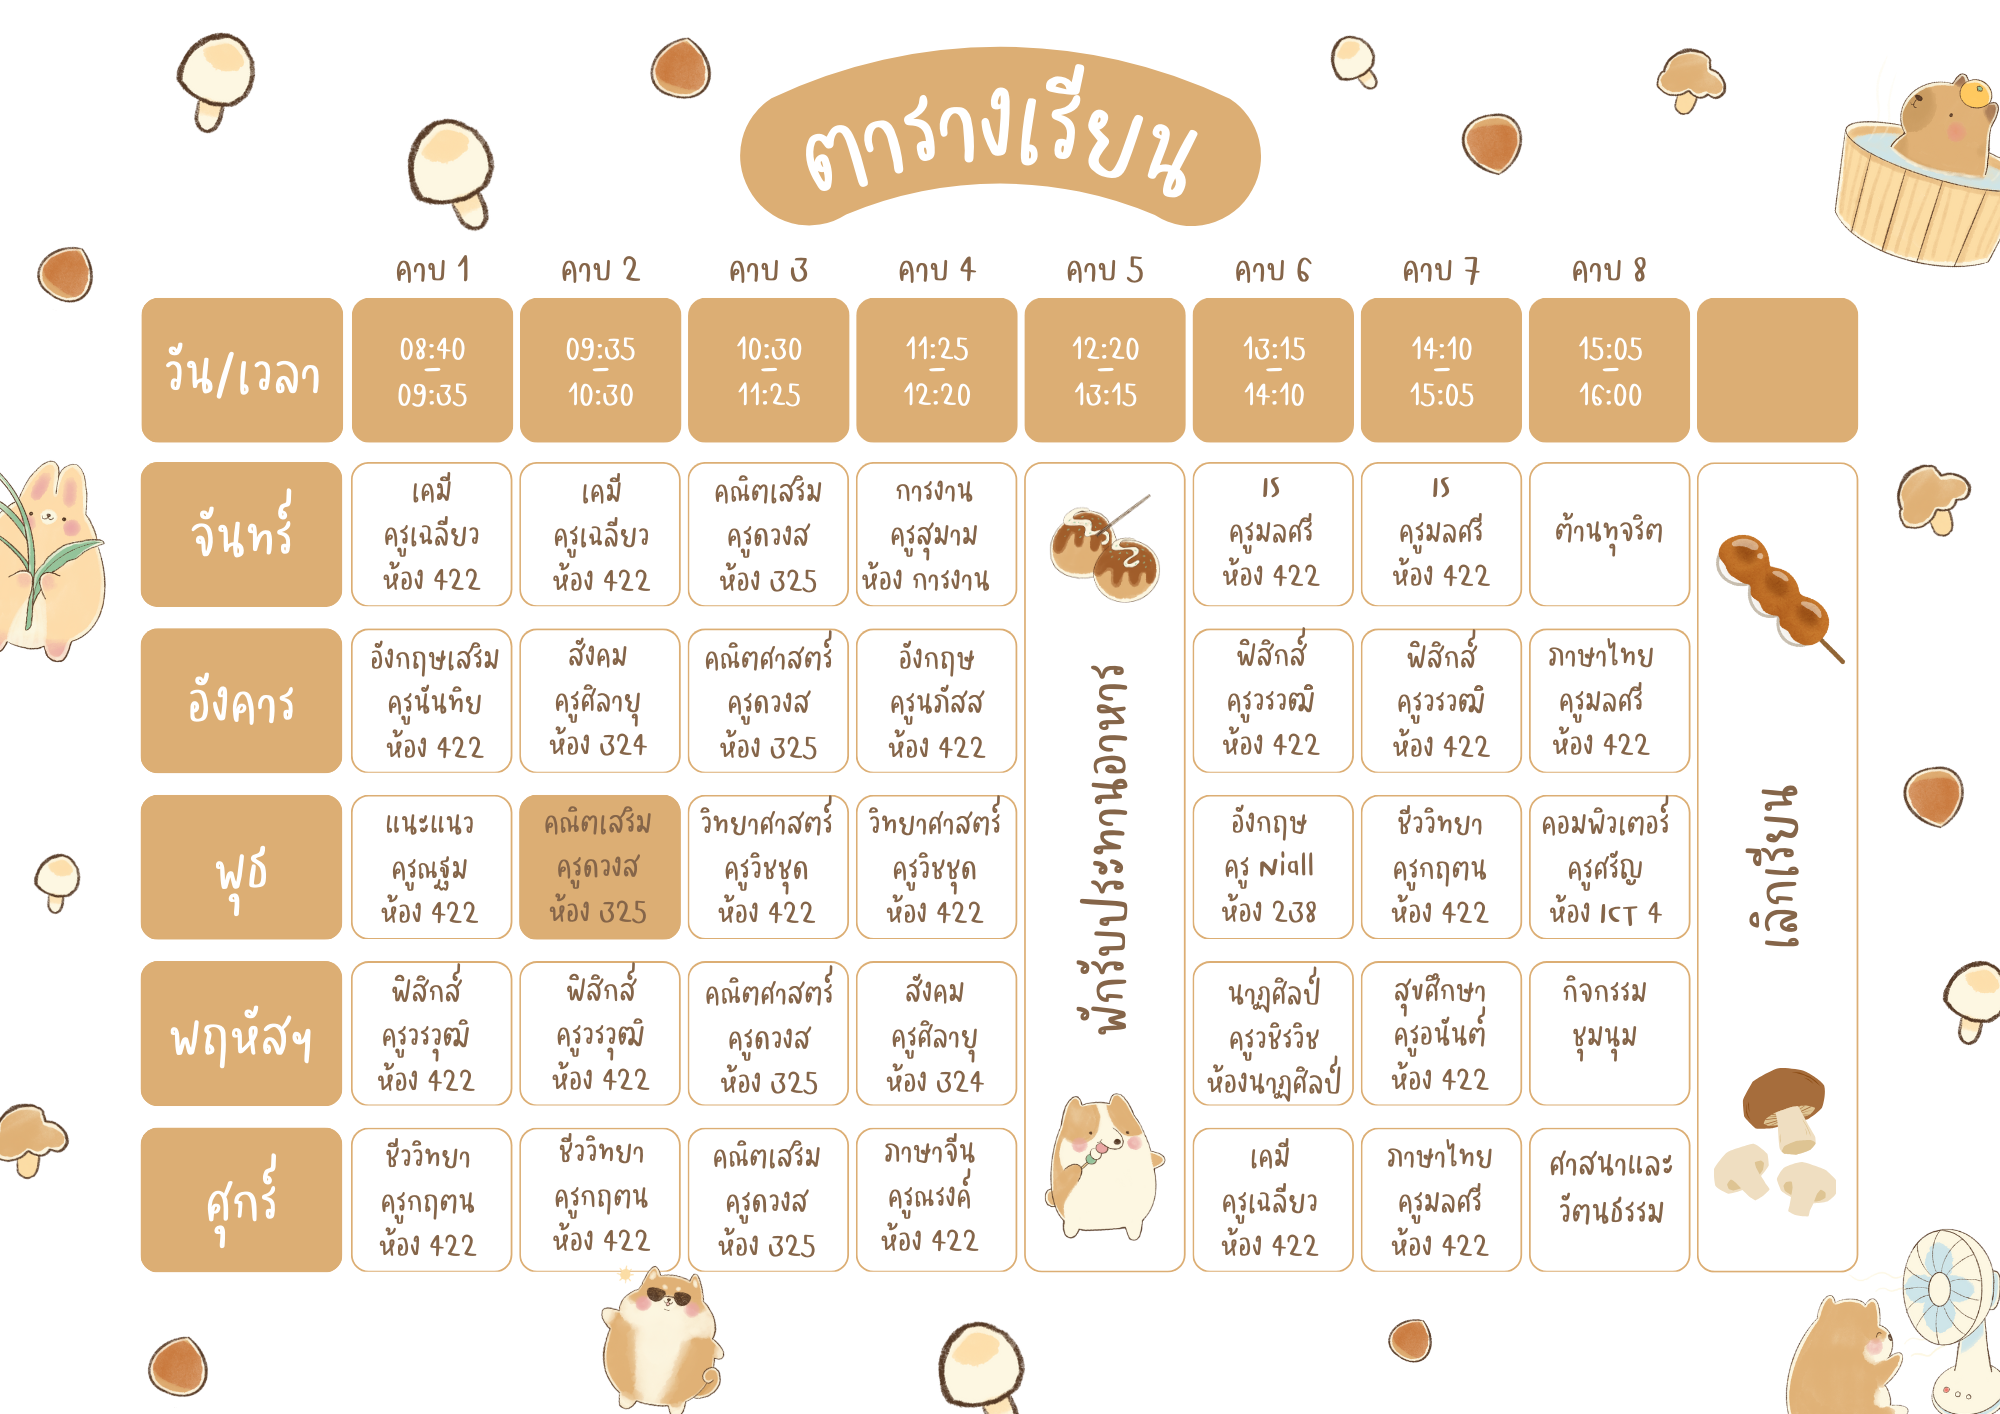 ตารางเรียน
คาบ 1 คาบ 2 คาบ 3 คาบ 4 คาบ 5 คาบ 6 คาบ 7 คาบ 8
วัน/เวลา
08:40 – 09:35
09:35 – 10:30
10:30 – 11:25
11:25 – 12:20
12:20 – 13:15
13:15 – 14:10
14:10 – 15:05
15:05 – 16:00
จันทร์
เคมี
ครูเฉลียว
ห้อง 422
เคมี
ครูเฉลียว
ห้อง 422
คณิตเสริม
ครูดวงส
ห้อง 325
การงาน
ครูสุมาม
ห้อง การงาน
พักรับประทานอาหาร
IS
ครูมลศรี
ห้อง 422
IS
ครูมลศรี
ห้อง 422
ต้านทุจริต
เลิกเรียน
อังคาร
อังกฤษเสริม
ครูนันทิย
ห้อง 422
สังคม
ครูศิลายุ
ห้อง 324
คณิตศาสตร์
ครูดวงส
ห้อง 325
อังกฤษ
ครูนภัสส
ห้อง 422
ฟิสิกส์
ครูวรวุฒิ
ห้อง 422
ฟิสิกส์
ครูวรวุฒิ
ห้อง 422
ภาษาไทย
ครูมลศรี
ห้อง 422
พุธ
แนะแนว
ครูณฐม
ห้อง 422
คณิตเสริม
ครูดวงส
ห้อง 325
วิทยาศาสตร์
ครูวิชชุด
ห้อง 422
วิทยาศาสตร์
ครูวิชชุด
ห้อง 422
อังกฤษ
ครู Niall
ห้อง 238
ชีววิทยา
ครูกฤตน
ห้อง 422
คอมพิวเตอร์
ครูศรัญ
ห้อง ICT 4
พฤหัสฯ
ฟิสิกส์
ครูวรวุฒิ
ห้อง 422
ฟิสิกส์
ครูวรวุฒิ
ห้อง 422
คณิตศาสตร์
ครูดวงส
ห้อง 325
สังคม
ครูศิลายุ
ห้อง 324
นาฏศิลป์
ครูวชิรวิช
ห้องนาฏศิลป์
สุขศึกษา
ครูอนันต์
ห้อง 422
กิจกรรม
ชุมนุม
ศุกร์
ชีววิทยา
ครูกฤตน
ห้อง 422
ชีววิทยา
ครูกฤตน
ห้อง 422
คณิตเสริม
ครูดวงส
ห้อง 325
ภาษาจีน
ครูณรงค์
ห้อง 422
เคมี
ครูเฉลียว
ห้อง 422
ภาษาไทย
ครูมลศรี
ห้อง 422
ศาสนาและ
วัฒนธรรม